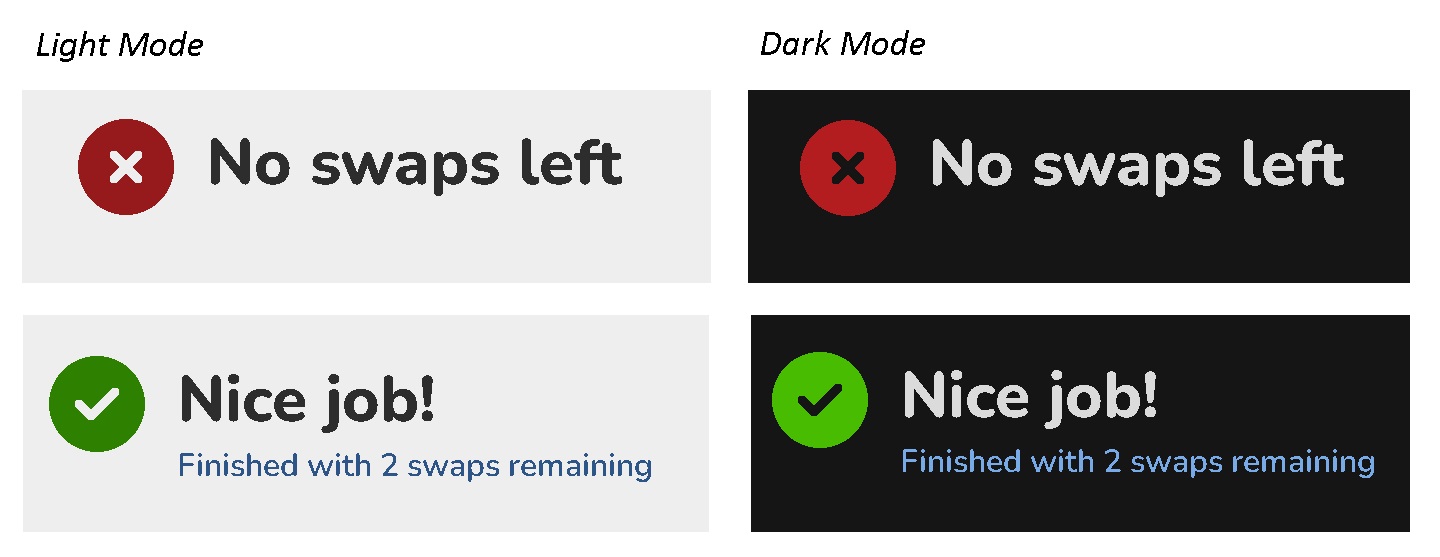 Light Mode
Dark Mode
No swaps left
No swaps left
Nice job!
Finished with 2 swaps remaining
Nice job!
Finished with 2 swaps remaining